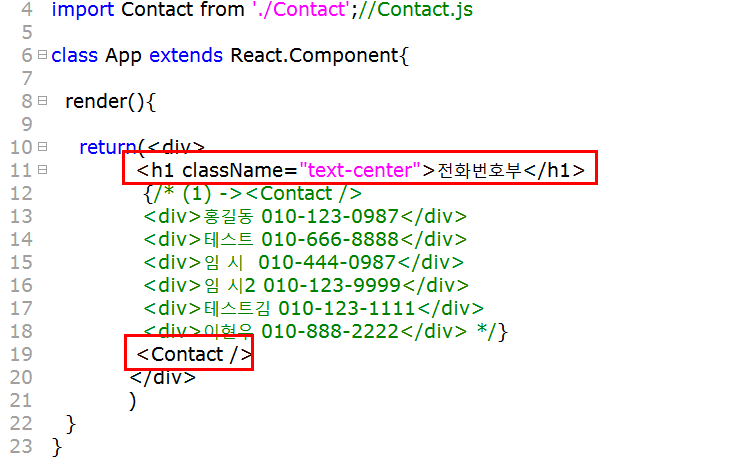 4 import Contact from './Contact';//Contact.js
5
6 class App extends React.Component{
7
8 render(){
9
10 return(<div>
11 <h1 className="text-center">전화번호부</h1>
12 {/* (1) -><Contact />
13 <div>홍길동 010-123-0987</div>
14 <div>테스트 010-666-8888</div>
15 <div>임 시  010-444-0987</div>
16 <div>임 시2 010-123-9999</div>
17 <div>테스트김 010-123-1111</div>
18 <div>이현우 010-888-2222</div> */}
19 <Contact />
20 </div>
21 )
22 }
23 }